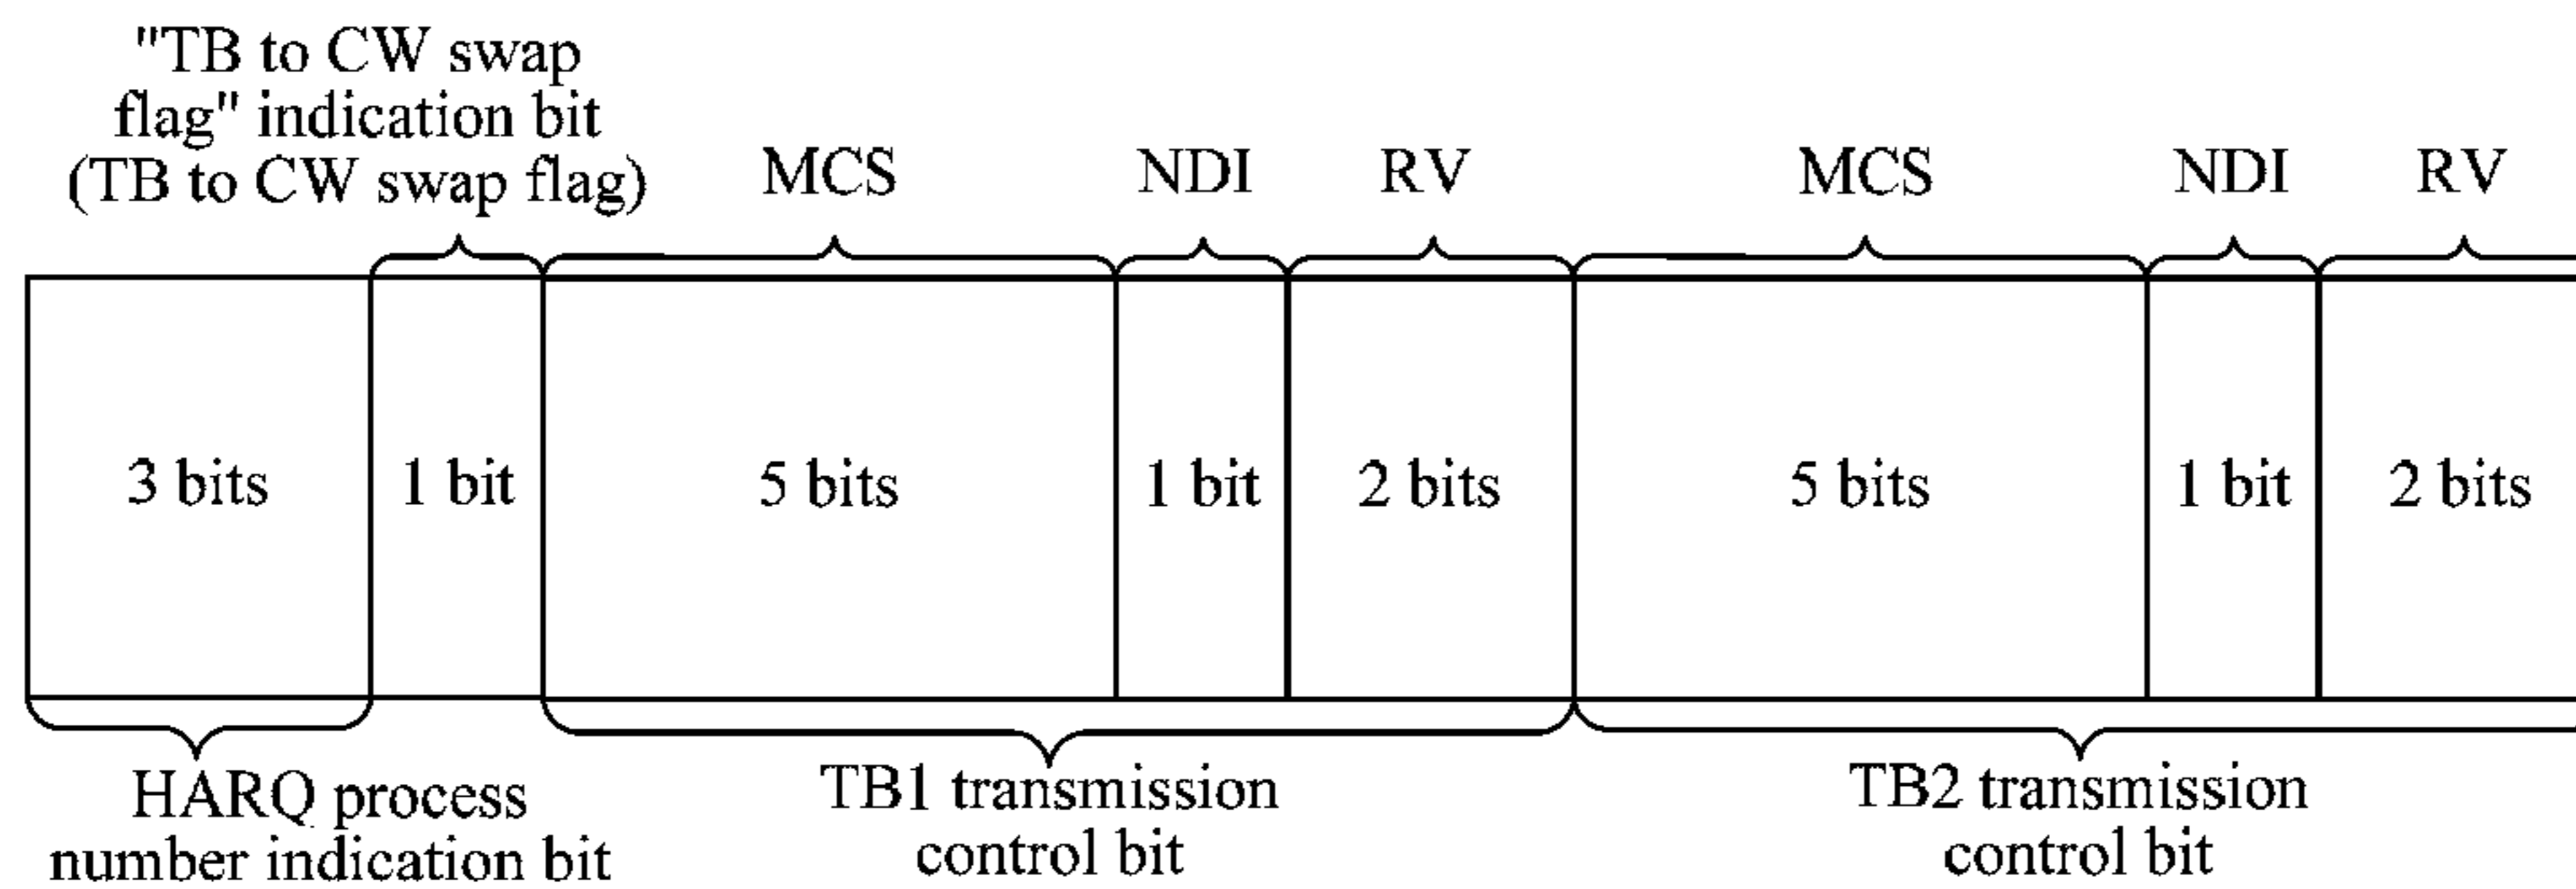 "TB to CW swap
flag" indication bit
(TB to CW swap flag)
MCS
NDI
RV
MCS
NDI
RV
3 bits
1 bit
5 bits
1 bit
2 bits
5 bits
1 bit
2 bits
HARQ process
number indication bit
TB1 transmission
control bit
TB2 transmission
control bit